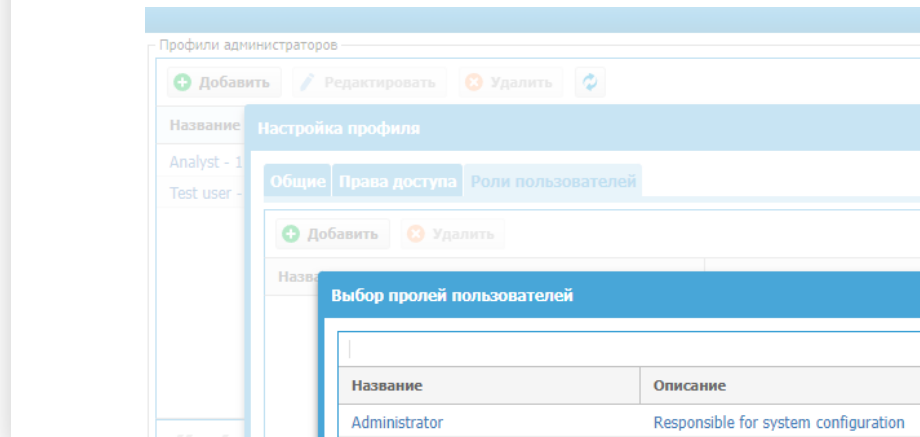 Профили администраторов
Добавить Редактировать Удалить
Название
Настройка профиля
Analyst - 1
Общие Права доступа Роли пользователей
Test user -
Добавить Удалить
Назва
Выбор пролей пользователей
Название Описание
Administrator Responsible for system configuration